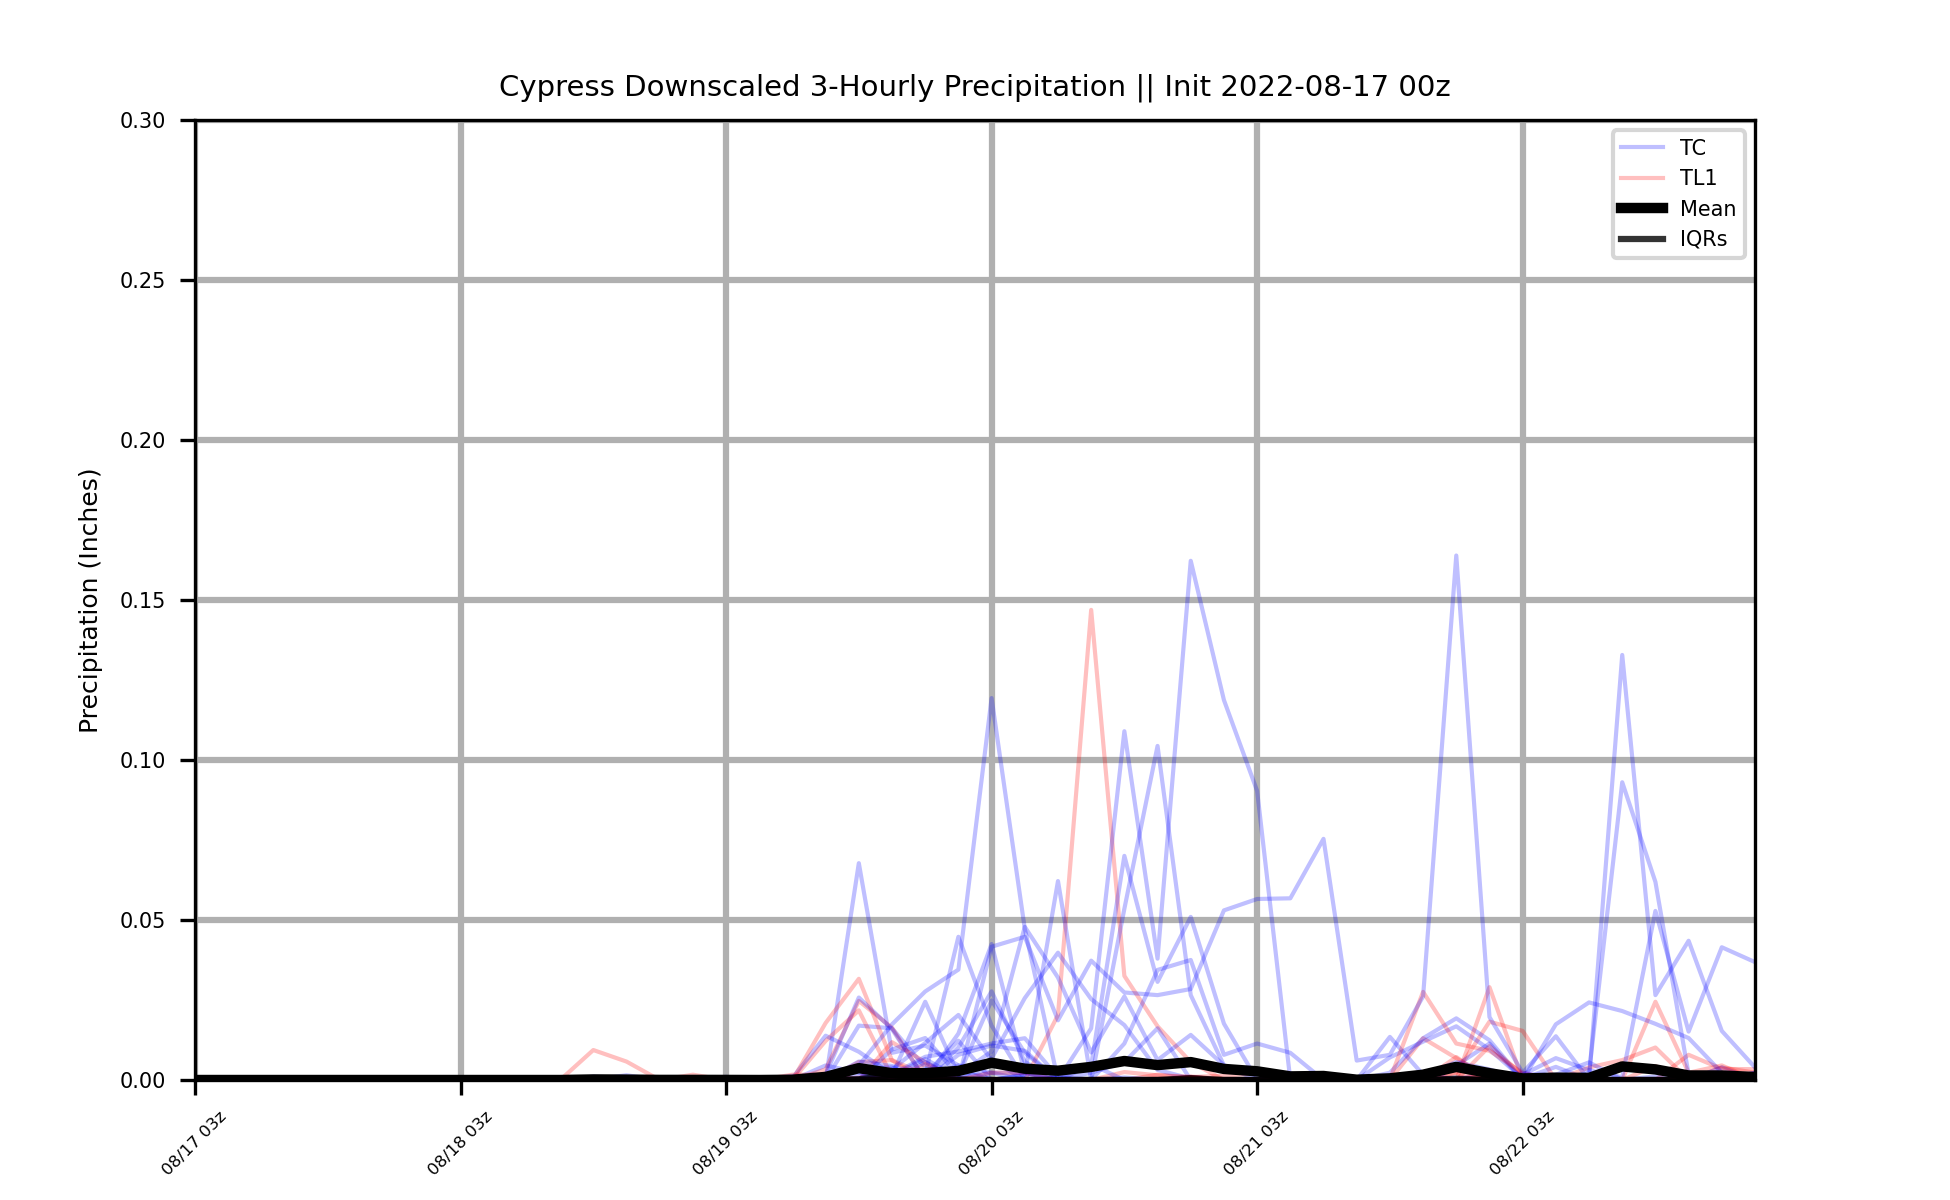 Cypress Downscaled 3-Hourly Precipitation || Init 2022-08-17 00z
0.30
0.25
0.20
0.15
0.10
0.05
0.00
Precipitation (Inches)
TC
TL1
Mean
IQRs
08/17 03z
08/18 03z
08/19 03z
08/20 03z
08/21 03z
08/22 03z